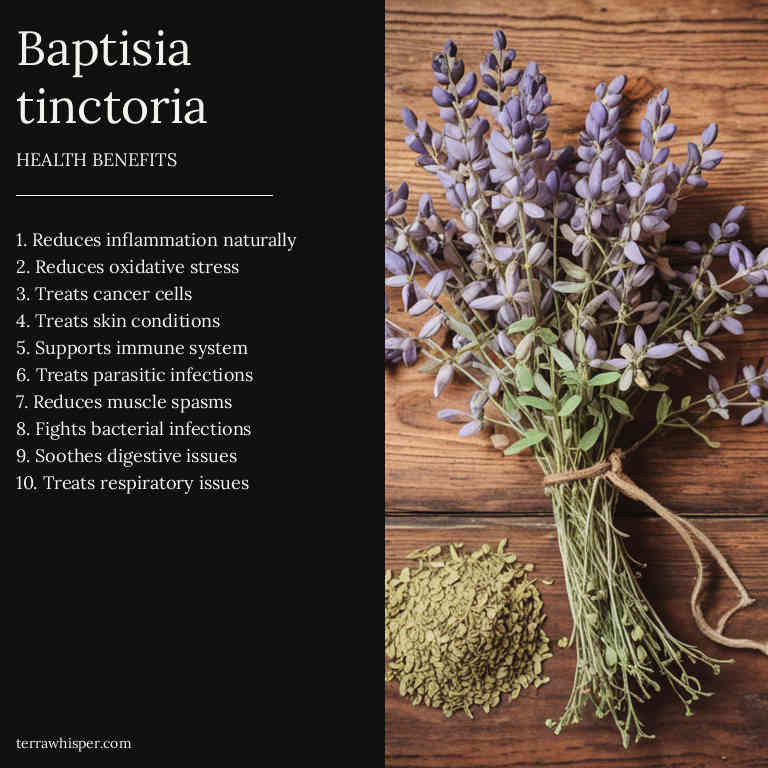 Baptisia
tinctoria
HEALTH BENEFITS
1. Reduces inflammation naturally
2. Reduces oxidative stress
3. Treats cancer cells
4. Treats skin conditions
5. Supports immune system
6. Treats parasitic infections
7. Reduces muscle spasms
8. Fights bacterial infections
9. Soothes digestive issues
10. Treats respiratory issues
terrawhisper.com